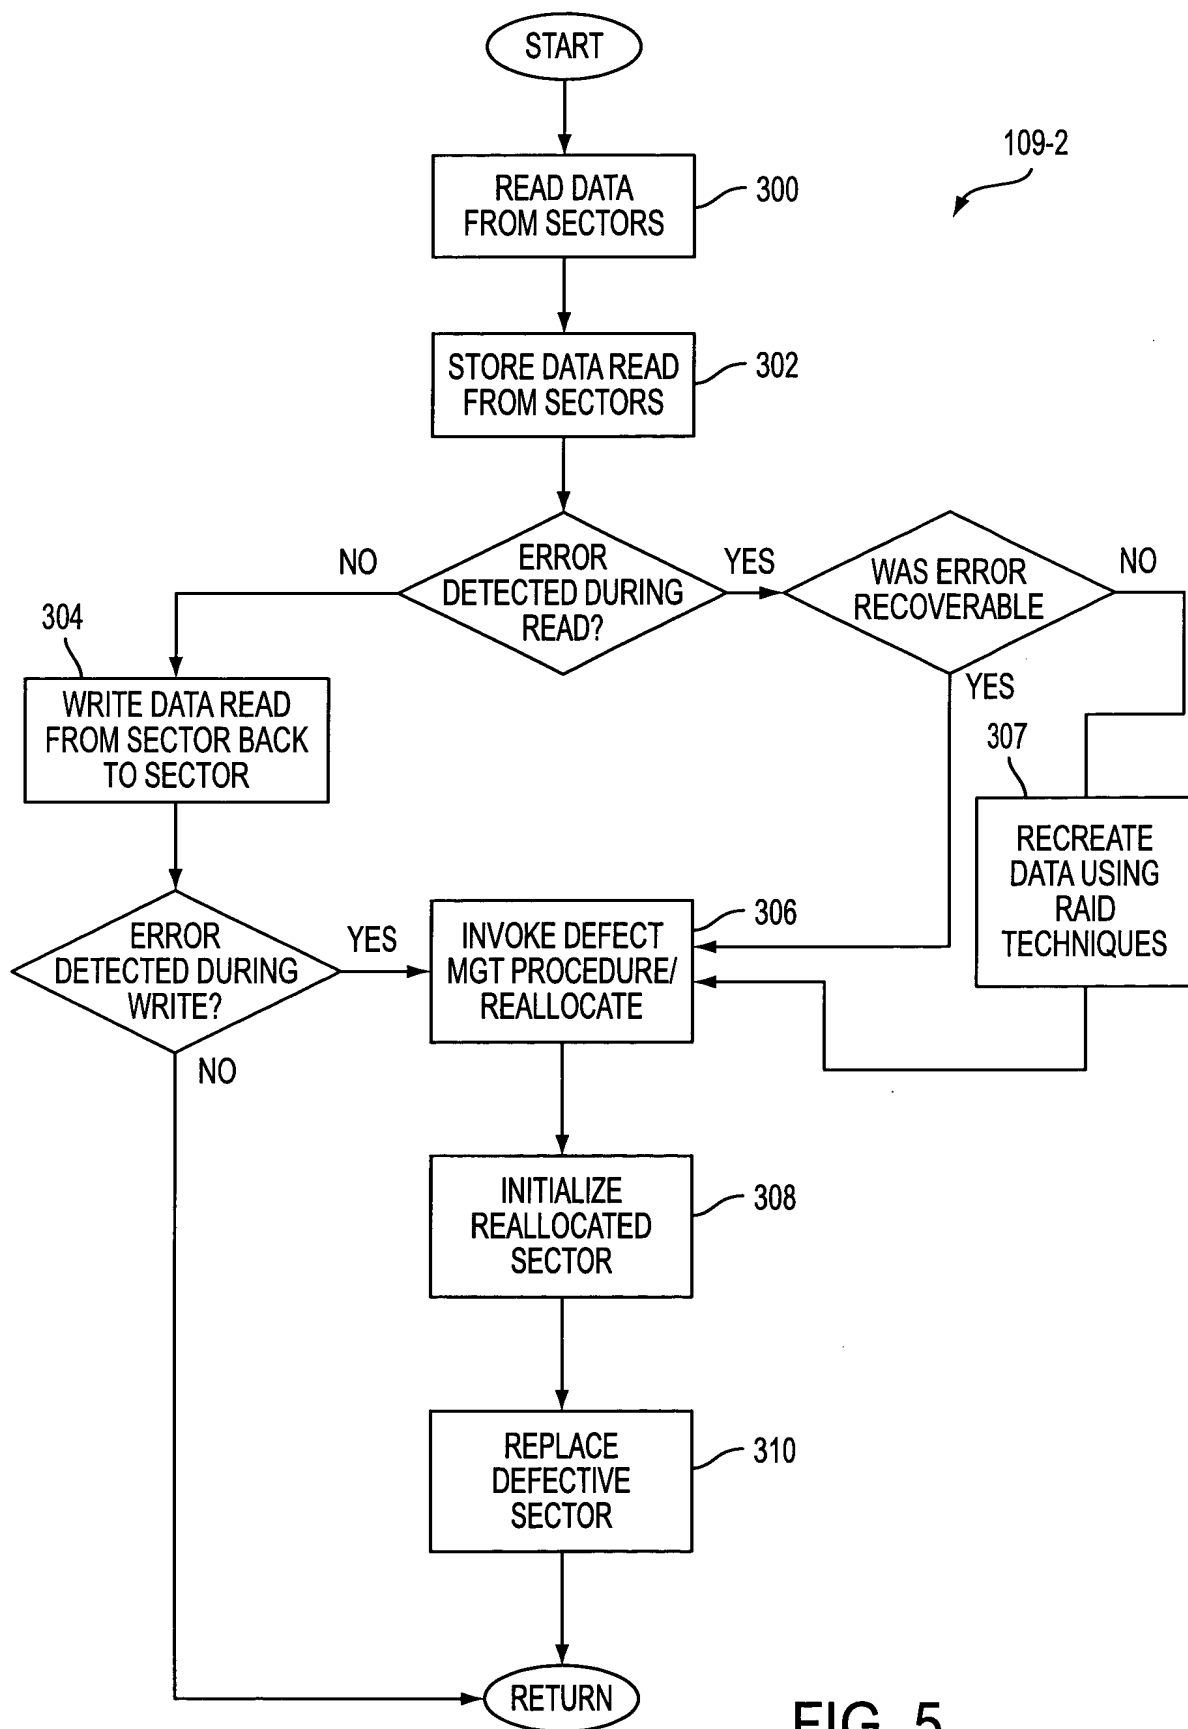 START
109-2
READ DATA
FROM SECTORS
300
STORE DATA READ
FROM SECTORS
302
NO
ERROR
DETECTED DURING
READ?
YES
WAS ERROR
RECOVERABLE
NO
YES
304
WRITE DATA READ
FROM SECTOR BACK
TO SECTOR
307
RECREATE
DATA USING
RAID
TECHNIQUES
ERROR
DETECTED DURING
WRITE?
YES
NO
INVOKE DEFECT
MGT PROCEDURE/
REALLOCATE
306
INITIALIZE
REALLOCATED
SECTOR
308
REPLACE
DEFECTIVE
SECTOR
310
RETURN
FIG. 5